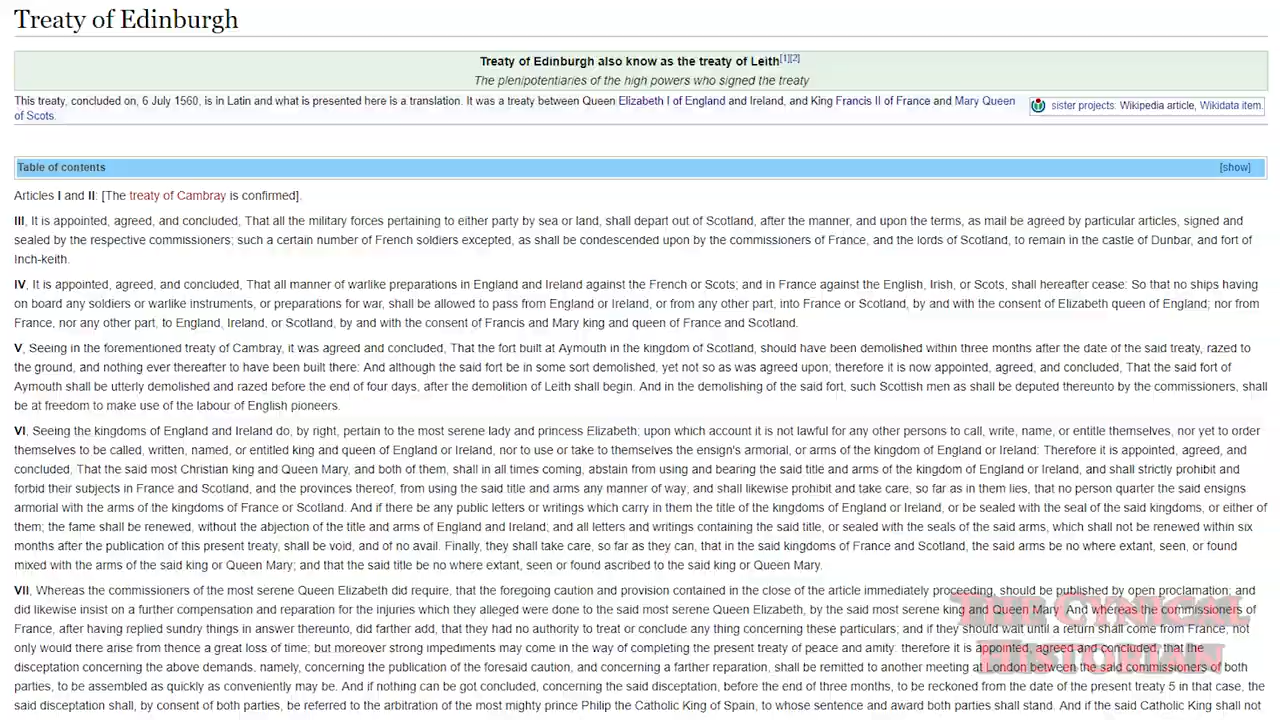 Treaty of Edinburgh
Treaty of Edinburgh also know as the treaty of Leith[1][2]
The plenipotentiaries of the high powers who signed the treaty
This treaty, concluded on, 6 July 1560, is in Latin and what is presented here is a translation. It was a treaty between Queen Elizabeth I of England and Ireland, and King Francis II of France and Mary Queen
of Scots.
sister projects: Wikipedia article, Wikidata item.
Table of contents
[show]
Articles I and II: [The treaty of Cambray is confirmed].
III, It is appointed, agreed, and concluded, That all the military forces pertaining to either party by sea or land, shall depart out of Scotland, after the manner, and upon the terms, as mail be agreed by particular articles, signed and
sealed by the respective commissioners; such a certain number of French soldiers excepted, as shall be condescended upon by the commissioners of France, and the lords of Scotland, to remain in the castle of Dunbar, and fort of
Inch-keith.
IV, It is appointed, agreed, and concluded, That all manner of warlike preparations in England and Ireland against the French or Scots; and in France against the English, Irish, or Scots, shall hereafter cease: So that no ships having
on board any soldiers or warlike instruments, or preparations for war, shall be allowed to pass from England or Ireland, or from any other part, into France or Scotland, by and with the consent of Elizabeth queen of England; nor from
France, nor any other part, to England, Ireland, or Scotland, by and with the consent of Francis and Mary king and queen of France and Scotland.
V, Seeing in the forementioned treaty of Cambray, it was agreed and concluded, That the fort built at Aymouth in the kingdom of Scotland, should have been demolished within three months after the date of the said treaty, razed to
the ground, and nothing ever thereafter to have been built there: And although the said fort be in some sort demolished, yet not so as was agreed upon; therefore it is now appointed, agreed, and concluded, That the said fort of
Aymouth shall be utterly demolished and razed before the end of four days, after the demolition of Leith shall begin. And in the demolishing of the said fort, such Scottish men as shall be deputed thereunto by the commissioners, shall
be at freedom to make use of the labour of English pioneers.
VI, Seeing the kingdoms of England and Ireland do, by right, pertain to the most serene lady and princess Elizabeth; upon which account it is not lawful for any other persons to call, write, name, or entitle themselves, nor yet to order
themselves to be called, written, named, or entitled king and queen of England or Ireland, nor to use or take to themselves the ensign's armorial, or arms of the kingdom of England or Ireland: Therefore it is appointed, agreed, and
concluded, That the said most Christian king and Queen Mary, and both of them, shall in all times coming, abstain from using and bearing the said title and arms of the kingdom of England or Ireland, and shall strictly prohibit and
forbid their subjects in France and Scotland, and the provinces thereof, from using the said title and arms any manner of way, and shall likewise prohibit and take care, so far as in them lies, that no person quarter the said ensigns
armorial with the arms of the kingdoms of France or Scotland. And if there be any public letters or writings which carry in them the title of the kingdoms of England or Ireland, or be sealed with the seal of the said kingdoms, or either of
them; the fame shall be renewed, without the abjection of the title and arms of England and Ireland; and all letters and writings containing the said title, or sealed with the seals of the said arms, which shall not be renewed within six
months after the publication of this present treaty, shall be void, and of no avail. Finally, they shall take care, so far as they can, that in the said kingdoms of France and Scotland, the said arms be no where extant, seen, or found
mixed with the arms of the said king or Queen Mary; and that the said title be no where extant, seen or found ascribed to the said king or Queen Mary.
VII, Whereas the commissioners of the most serene Queen Elizabeth did require, that the foregoing caution and provision contained in the close of the article immediately proceeding, should be published by open proclamation, and
did likewise insist on a further compensation and reparation for the injuries which they alleged were done to the said most serene Queen Elizabeth, by the said most serene king and Queen Mary. And whereas the commissioners of
France, after having replied sundry things in answer thereunto, did farther add, that they had no authority to treat or conclude any thing concerning these particulars; and if they should wait until a return shall come from France, not
only would there arise from thence a great loss of time; but moreover strong impediments may come in the way of completing the present treaty of peace and amity: therefore it is appointed, agreed and concluded, that the
disceptation concerning the above demands, namely, concerning the publication of the foresaid caution, and concerning a farther reparation, shall be remitted to another meeting at London between the said commissioners of both
parties, to be assembled as quickly as conveniently may be. And if nothing can be got concluded, concerning the said disceptation, before the end of three months, to be reckoned from the date of the present treaty 5 in that case, the
said disceptation shall, by consent of both parties, be referred to the arbitration of the most mighty prince Philip the Catholic King of Spain, to whose sentence and award both parties shall stand. And if the said Catholic King shall not
THE CYNICAL
HISTORIAN